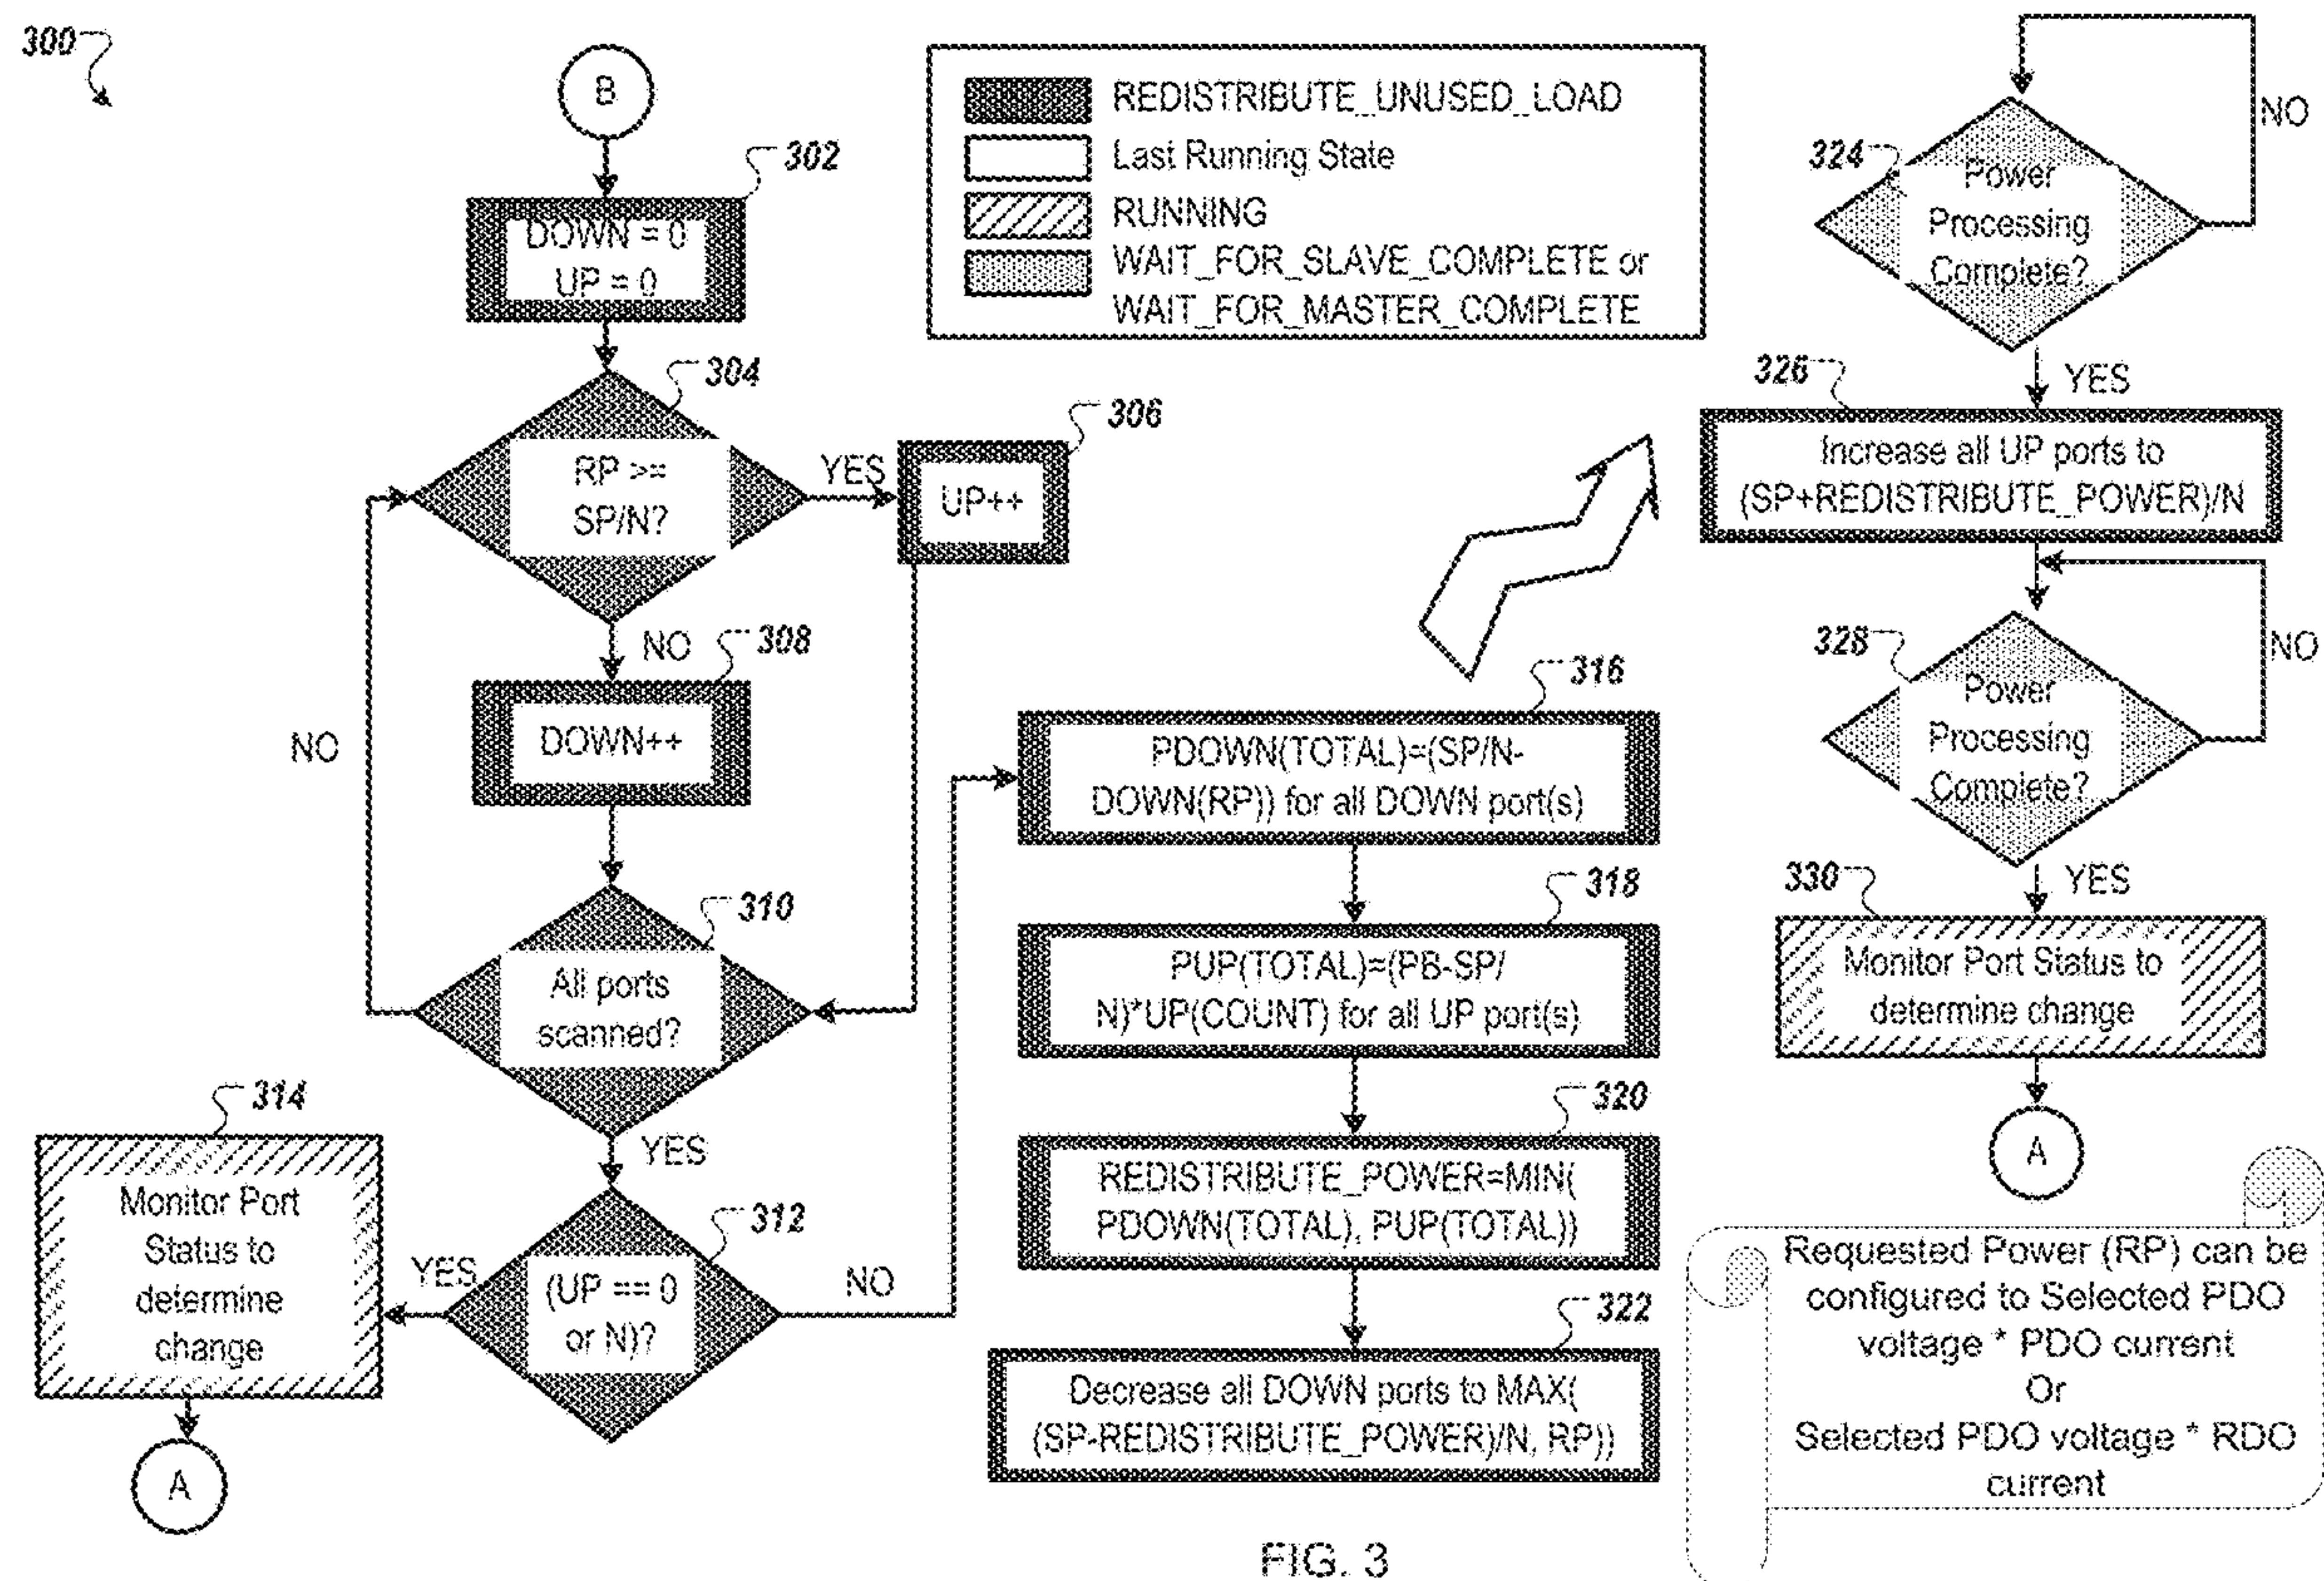 300
B
302
DOWN = 0
UP = 0
304
RP >=
SP/N?
YES
306
UP++
NO
308
DOWN++
NO
310
All ports
scanned?
YES
312
(UP == 0
or N)?
YES
NO
314
Monitor Port
Status to
determine
change
A
REDISTRIBUTE_UNUSED_LOAD
Last Running State
RUNNING
WAIT_FOR_SLAVE_COMPLETE or
WAIT_FOR_MASTER_COMPLETE
316
PDOWN(TOTAL)=(SP/N-
DOWN(RP)) for all DOWN port(s)
318
PUP(TOTAL)=(PB-SP/
N)*UP(COUNT) for all UP port(s)
320
REDISTRIBUTE_POWER=MIN(
PDOWN(TOTAL), PUP(TOTAL))
322
Decrease all DOWN ports to MAX(
(SP-REDISTRIBUTE_POWER)/N, RP))
324
Power
Processing
Complete?
NO
YES
326
Increase all UP ports to
(SP+REDISTRIBUTE_POWER)/N
328
Power
Processing
Complete?
NO
YES
330
Monitor Port Status to
determine change
A
Requested Power (RP) can be
configured to Selected PDO
voltage * PDO current
Or
Selected PDO voltage * RDO
current
FIG. 3